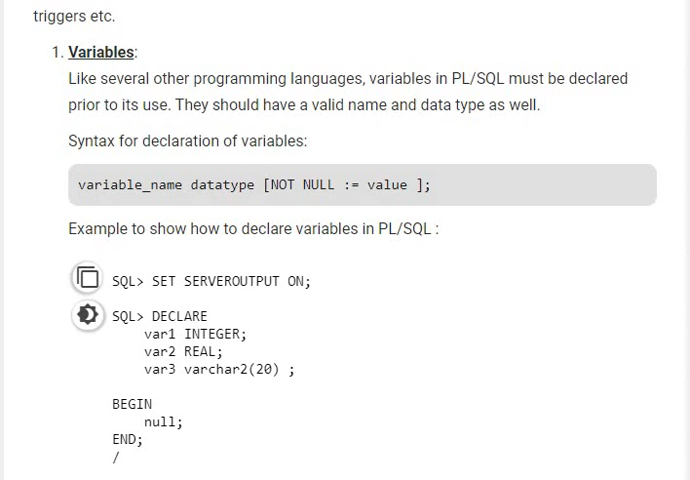 triggers etc.
1. Variables:
Like several other programming languages, variables in PL/SQL must be declared
prior to its use. They should have a valid name and data type as well.
Syntax for declaration of variables:
variable_name datatype [NOT NULL := value ];
Example to show how to declare variables in PL/SQL :
SQL> SET SERVEROUTPUT ON;
SQL> DECLARE
    var1 INTEGER;
    var2 REAL;
    var3 varchar2(20) ;
BEGIN
    null;
END;
/